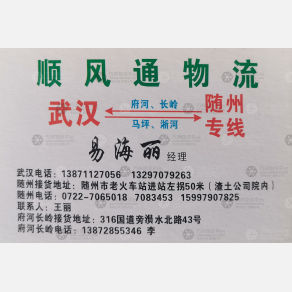 顺风通物流
武汉 府河、长岭 随州
马坪、淅河 专线
易海丽 经理
武汉电话：13871127056 13297079263
随州接货地址：随州市老火车站进站左拐50米（渣土公司院内）
随州电话：0722-7065018 7083453 15997907825
联系人：王丽
府河长岭接货地址：316国道旁漋水北路43号
府河长岭电话：13872855346 李